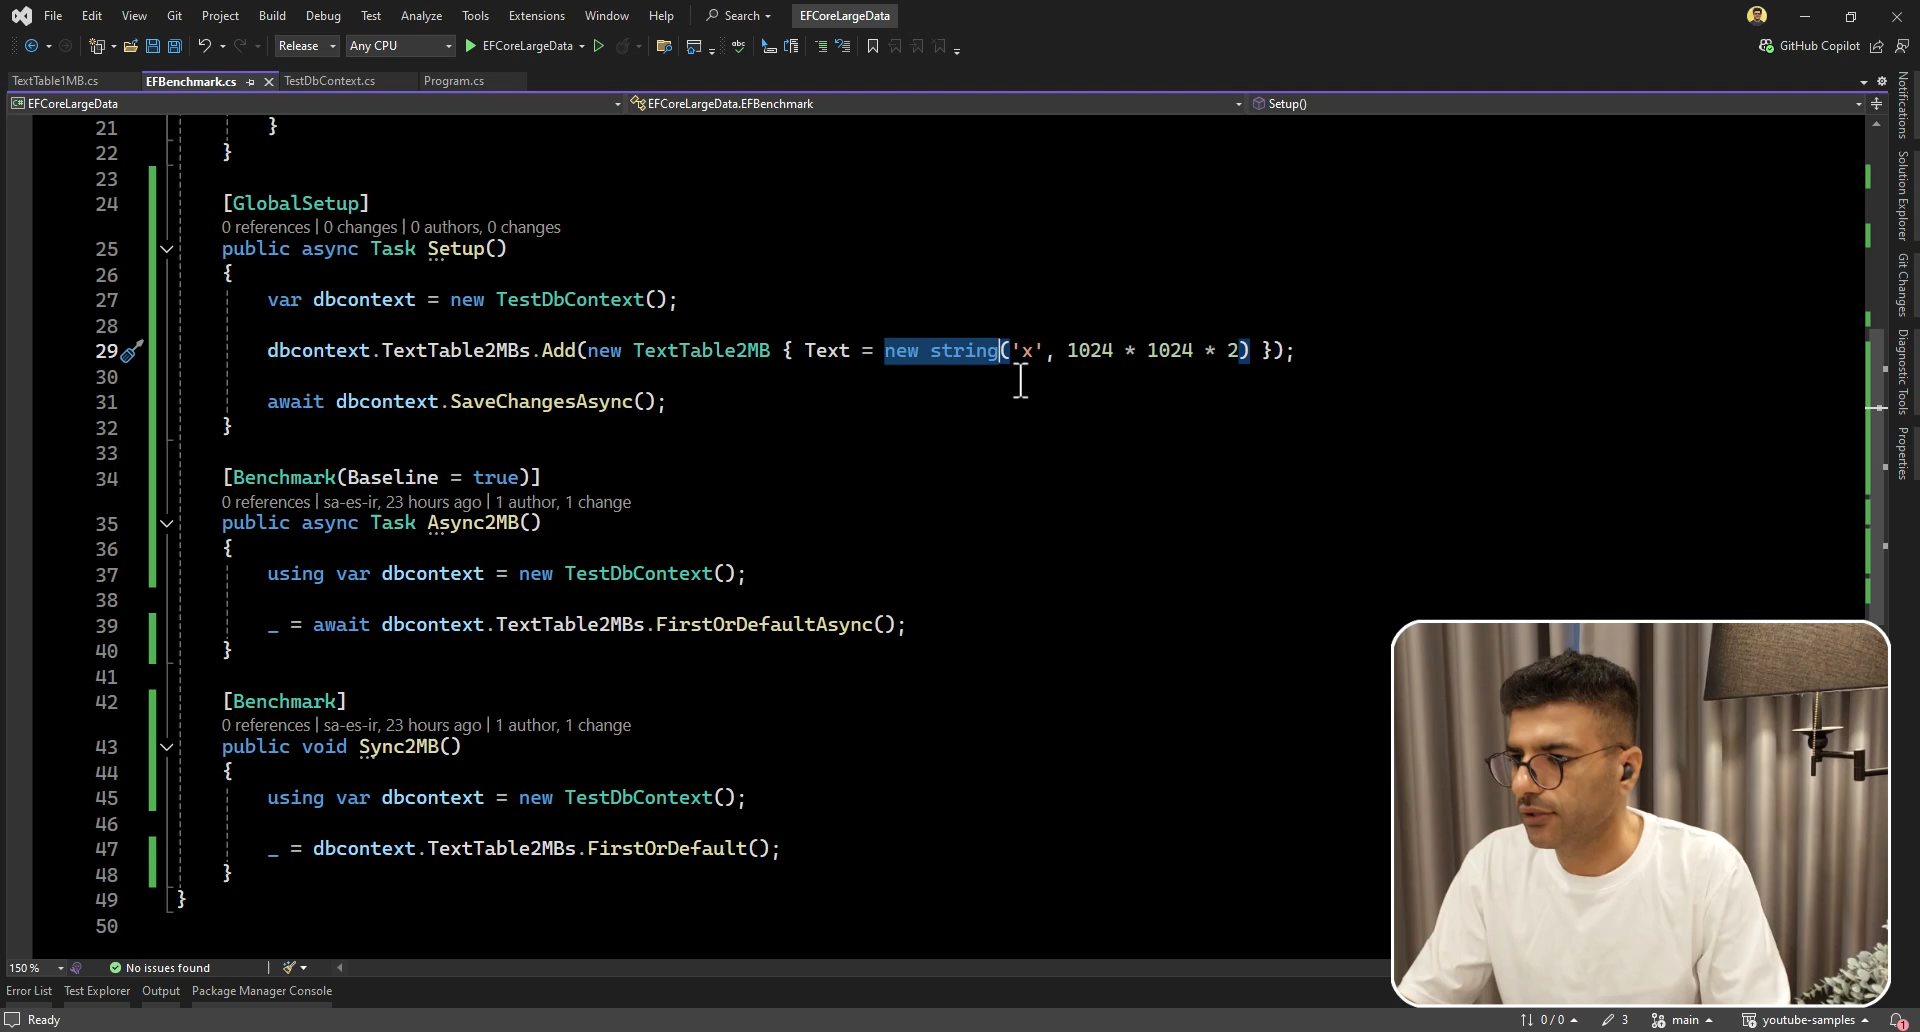 File Edit View Git Project Build Debug Test Analyze Tools Extensions Window Help Search EFCoreLargeData
Release Any CPU EFCoreLargeData GitHub Copilot
TextTable1MB.cs EFBenchmark.cs TestDbContext.cs Program.cs
EFCoreLargeData EFCoreLargeData.EFBenchmark Setup()
21 }
22 }
23
24 [GlobalSetup]
0 references | 0 changes | 0 authors, 0 changes
25 public async Task Setup()
26 {
27 var dbcontext = new TestDbContext();
28
29 dbcontext.TextTable2MBs.Add(new TextTable2MB { Text = new string('x', 1024 * 1024 * 2) });
30
31 await dbcontext.SaveChangesAsync();
32 }
33
34 [Benchmark(Baseline = true)]
0 references | sa-es-ir, 23 hours ago | 1 author, 1 change
35 public async Task Async2MB()
36 {
37 using var dbcontext = new TestDbContext();
38
39 _ = await dbcontext.TextTable2MBs.FirstOrDefaultAsync();
40 }
41
42 [Benchmark]
0 references | sa-es-ir, 23 hours ago | 1 author, 1 change
43 public void Sync2MB()
44 {
45 using var dbcontext = new TestDbContext();
46
47 _ = dbcontext.TextTable2MBs.FirstOrDefault();
48 }
49 }
50
150 % No issues found
Error List Test Explorer Output Package Manager Console
Ready 0 / 0 3 main youtube-samples 1
Notifications
Solution Explorer
Git Changes
Diagnostic Tools
Properties